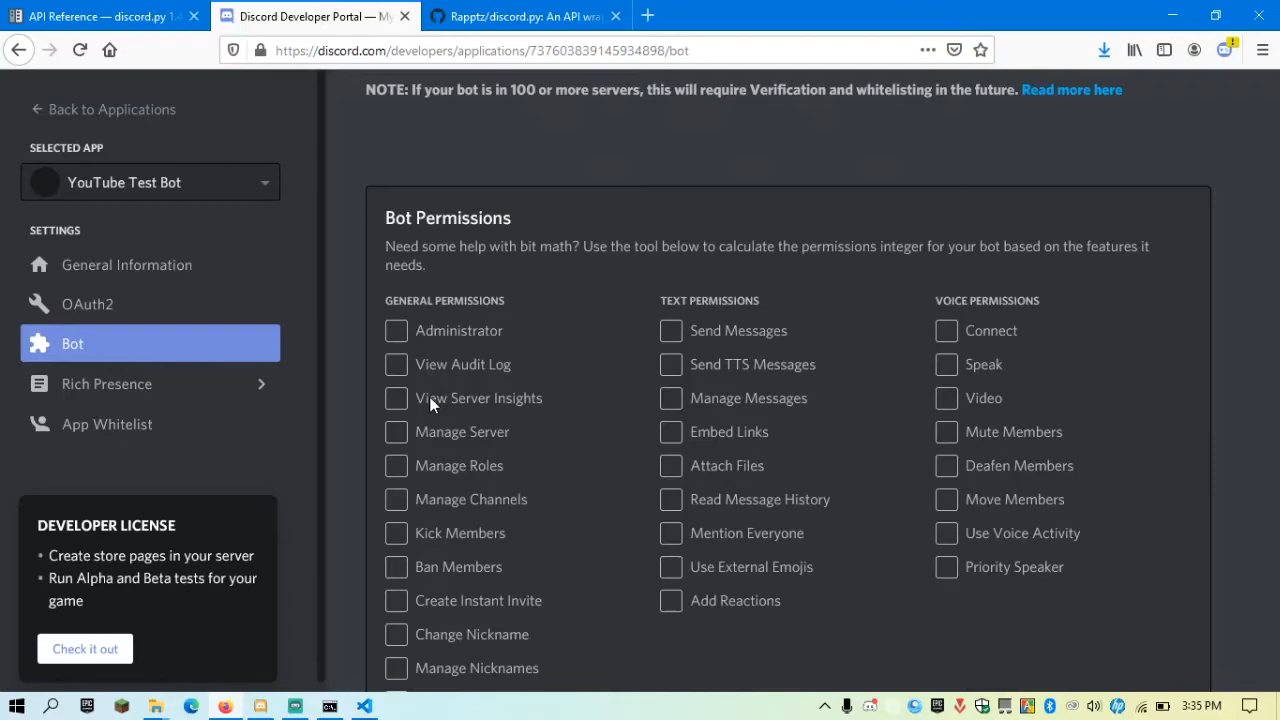 API Reference — discord.py 1.4
Discord Developer Portal — My
Rapptz/discord.py: An API wra
https://discord.com/developers/applications/737603839145934898/bot
Back to Applications
SELECTED APP
YouTube Test Bot
SETTINGS
General Information
OAuth2
Bot
Rich Presence
App Whitelist
DEVELOPER LICENSE
• Create store pages in your server
• Run Alpha and Beta tests for your
game
Check it out
NOTE: If your bot is in 100 or more servers, this will require Verification and whitelisting in the future. Read more here
Bot Permissions
Need some help with bit math? Use the tool below to calculate the permissions integer for your bot based on the features it
needs.
GENERAL PERMISSIONS
Administrator
View Audit Log
View Server Insights
Manage Server
Manage Roles
Manage Channels
Kick Members
Ban Members
Create Instant Invite
Change Nickname
Manage Nicknames
TEXT PERMISSIONS
Send Messages
Send TTS Messages
Manage Messages
Embed Links
Attach Files
Read Message History
Mention Everyone
Use External Emojis
Add Reactions
VOICE PERMISSIONS
Connect
Speak
Video
Mute Members
Deafen Members
Move Members
Use Voice Activity
Priority Speaker
3:35 PM